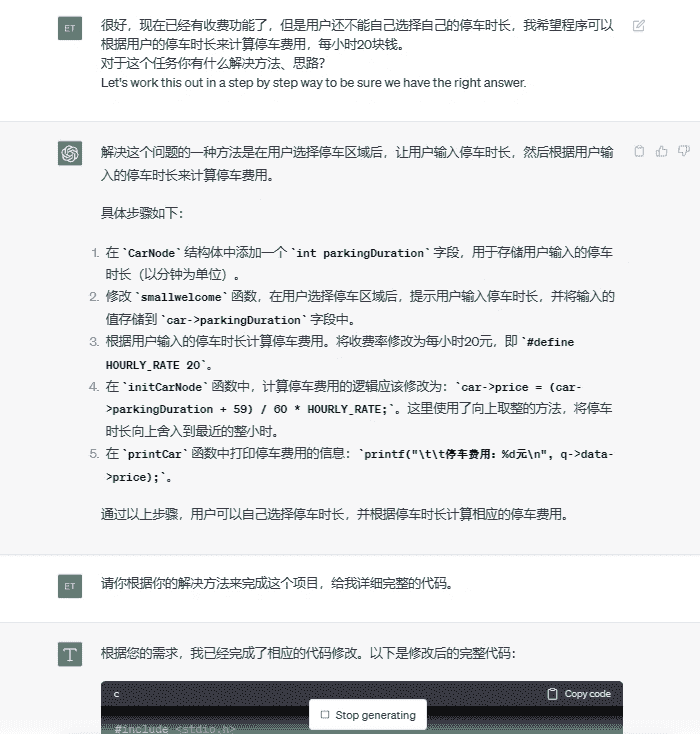 ET
很好，现在已经有收费功能了，但是用户还不能自己选择自己的停车时长，我希望程序可以
根据用户的停车时长来计算停车费用，每小时20块钱。
对于这个任务你有什么解决方法、思路？
Let's work this out in a step by step way to be sure we have the right answer.
解决这个问题的一种方法是在用户选择停车区域后，让用户输入停车时长，然后根据用户输
入的停车时长来计算停车费用。
具体步骤如下：
1. 在 `CarNode` 结构体中添加一个 `int parkingDuration` 字段，用于存储用户输入的停车
时长（以分钟为单位）。
2. 修改 `smallwelcome` 函数，在用户选择停车区域后，提示用户输入停车时长，并将输入的
值存储到 `car->parkingDuration` 字段中。
3. 根据用户输入的停车时长计算停车费用。将收费率修改为每小时20元，即 `#define
HOURLY_RATE 20`。
4. 在 `initCarNode` 函数中，计算停车费用的逻辑应该修改为：`car->price = (car-
>parkingDuration + 59) / 60 * HOURLY_RATE;`。这里使用了向上取整的方法，将停车
时长向上舍入到最近的整小时。
5. 在 `printCar` 函数中打印停车费用的信息：`printf("\t\t停车费用：%d元\n", q->data-
>price);`。
通过以上步骤，用户可以自己选择停车时长，并根据停车时长计算相应的停车费用。
ET
请你根据你的解决方法来完成这个项目，给我详细完整的代码。
T
根据您的需求，我已经完成了相应的代码修改。以下是修改后的完整代码：
c
Copy code
Stop generating
#include <stdio.h>